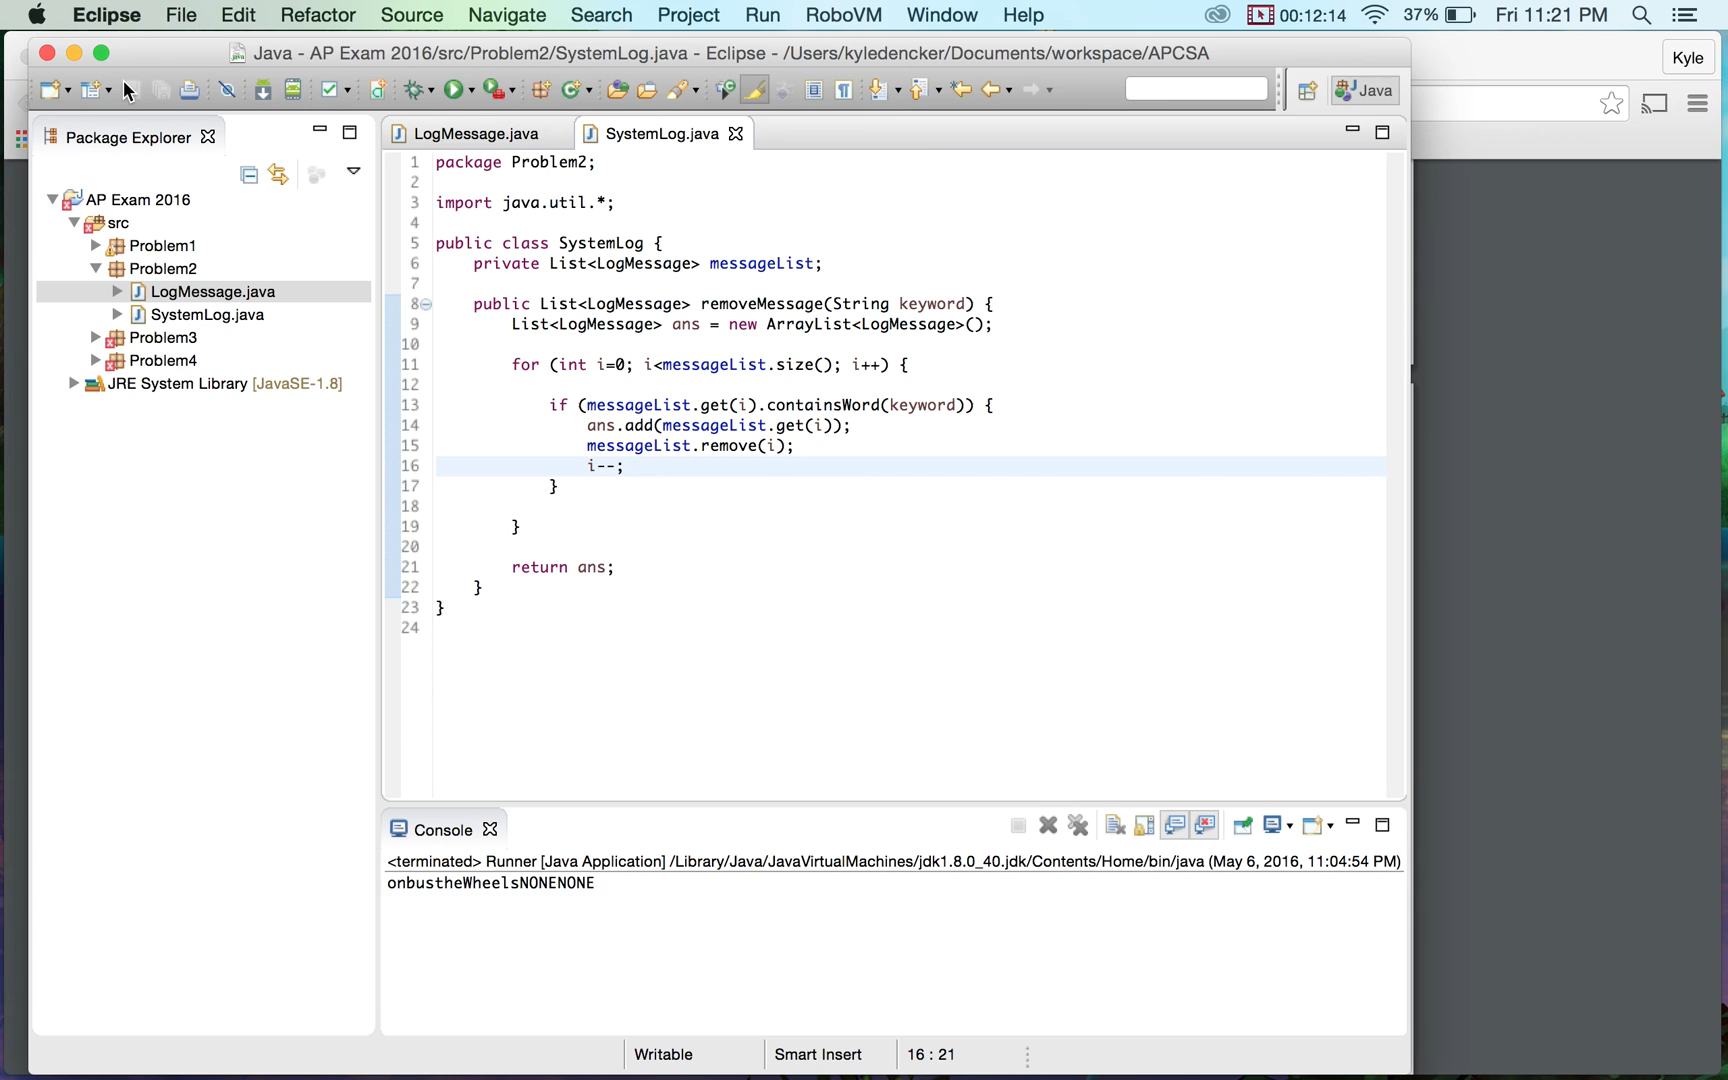 Eclipse File Edit Refactor Source Navigate Search Project Run RoboVM Window Help 00:12:14 37% Fri 11:21 PM
Java - AP Exam 2016/src/Problem2/SystemLog.java - Eclipse - /Users/kyledencker/Documents/workspace/APCSA
Kyle
Java
Package Explorer
LogMessage.java SystemLog.java
AP Exam 2016
src
Problem1
Problem2
LogMessage.java
SystemLog.java
Problem3
Problem4
JRE System Library [JavaSE-1.8]
1 package Problem2;
2
3 import java.util.*;
4
5 public class SystemLog {
6 private List<LogMessage> messageList;
7
8 public List<LogMessage> removeMessage(String keyword) {
9 List<LogMessage> ans = new ArrayList<LogMessage>();
10
11 for (int i=0; i<messageList.size(); i++) {
12
13 if (messageList.get(i).containsWord(keyword)) {
14 ans.add(messageList.get(i));
15 messageList.remove(i);
16 i--;
17 }
18
19 }
20
21 return ans;
22 }
23 }
24
Console
<terminated> Runner [Java Application] /Library/Java/JavaVirtualMachines/jdk1.8.0_40.jdk/Contents/Home/bin/java (May 6, 2016, 11:04:54 PM)
onbustheWheelsNONENONE
Writable Smart Insert 16 : 21